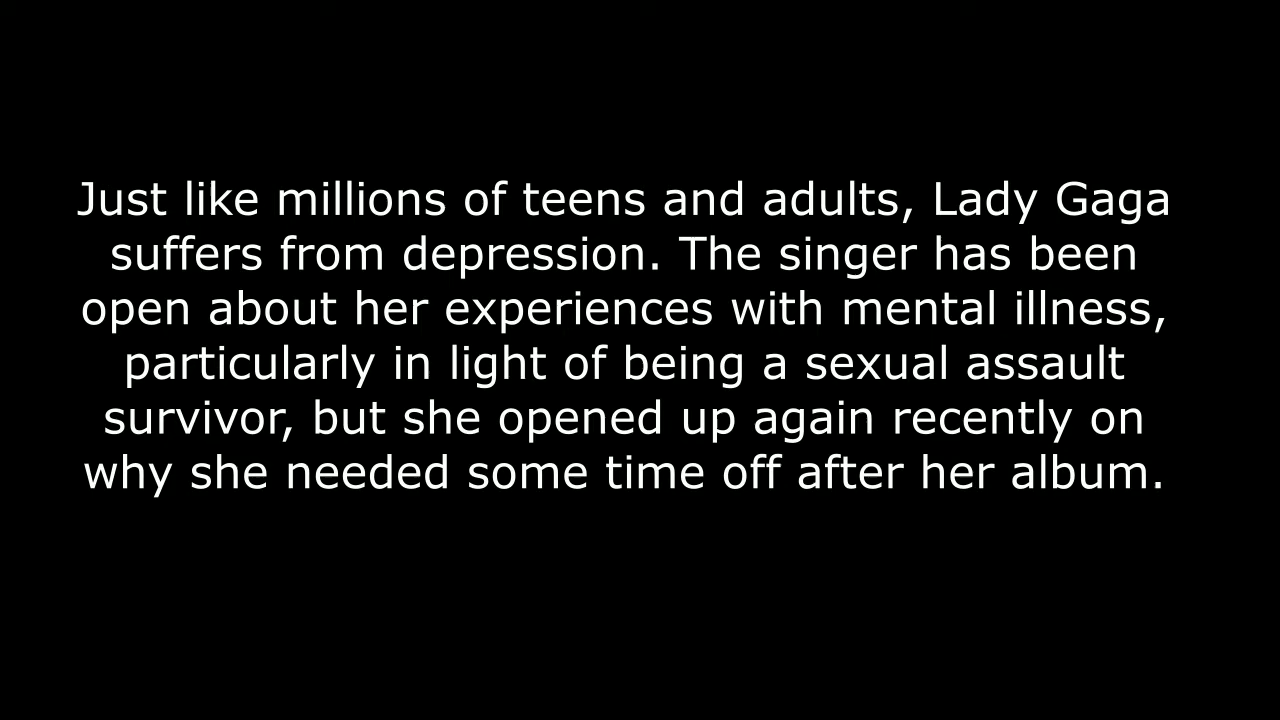 Just like millions of teens and adults, Lady Gaga
suffers from depression. The singer has been
open about her experiences with mental illness,
particularly in light of being a sexual assault
survivor, but she opened up again recently on
why she needed some time off after her album.